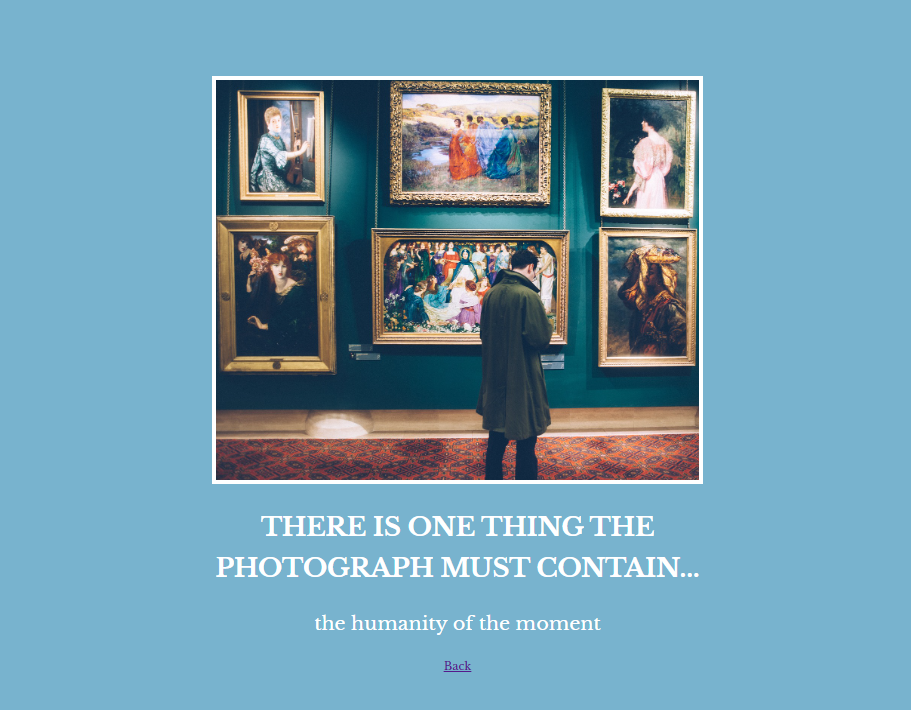 THERE IS ONE THING THE
PHOTOGRAPH MUST CONTAIN...
the humanity of the moment
Back